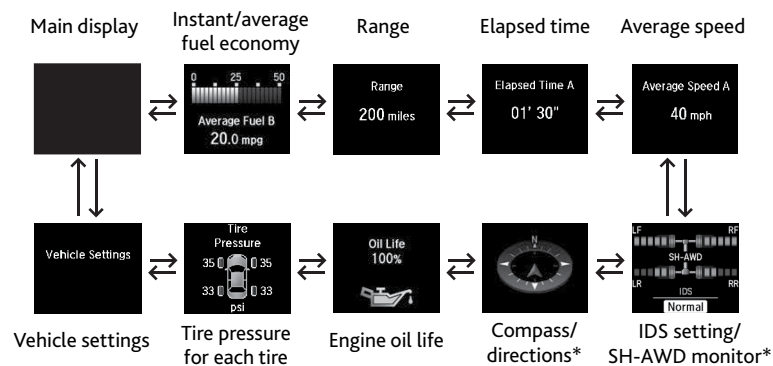 Main display
Instant/average
fuel economy
Range
Elapsed time
Average speed
0 25 50
Average Fuel B
20.0 mpg
Range
200 miles
Elapsed Time A
01' 30"
Average Speed A
40 mph
Vehicle Settings
Tire
Pressure
35 35
33 33
psi
Oil Life
100%
N
LF RF
SH-AWD
LR RR
IDS
Normal
Vehicle settings
Tire pressure
for each tire
Engine oil life
Compass/
directions*
IDS setting/
SH-AWD monitor*